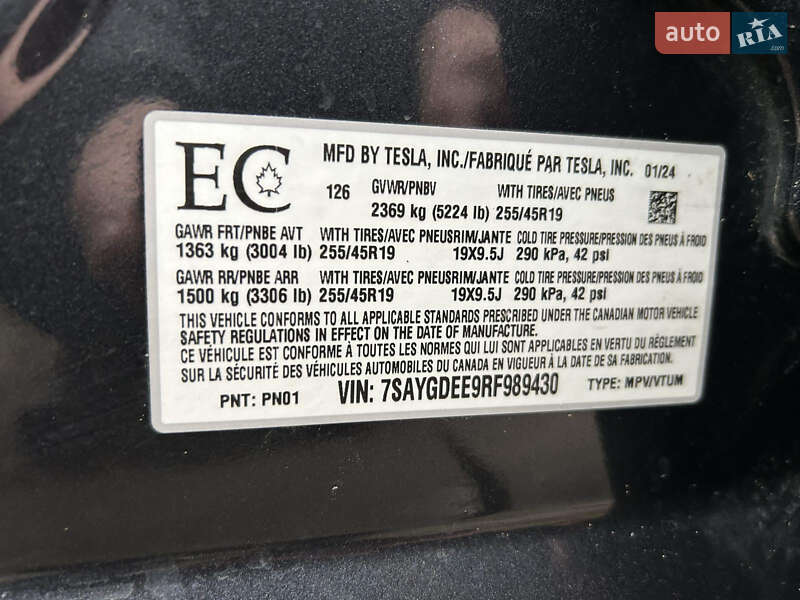 auto RIA.com
EC MFD BY TESLA, INC./FABRIQUÉ PAR TESLA, INC. 01/24
126 GVWR/PNBV WITH TIRES/AVEC PNEUS
2369 kg (5224 lb) 255/45R19
GAWR FRT/PNBE AVT WITH TIRES/AVEC PNEUS RIM/JANTE COLD TIRE PRESSURE/PRESSION DES PNEUS À FROID
1363 kg (3004 lb) 255/45R19 19X9.5J 290 kPa, 42 psi
GAWR RR/PNBE ARR WITH TIRES/AVEC PNEUS RIM/JANTE COLD TIRE PRESSURE/PRESSION DES PNEUS À FROID
1500 kg (3306 lb) 255/45R19 19X9.5J 290 kPa, 42 psi
THIS VEHICLE CONFORMS TO ALL APPLICABLE STANDARDS PRESCRIBED UNDER THE CANADIAN MOTOR VEHICLE
SAFETY REGULATIONS IN EFFECT ON THE DATE OF MANUFACTURE.
CE VÉHICULE EST CONFORME À TOUTES LES NORMES QUI LUI SONT APPLICABLES EN VERTU DU RÈGLEMENT
SUR LA SÉCURITÉ DES VÉHICULES AUTOMOBILES DU CANADA EN VIGUEUR À LA DATE DE SA FABRICATION.
PNT: PN01 VIN: 7SAYGDEE9RF989430 TYPE: MPV/VTUM